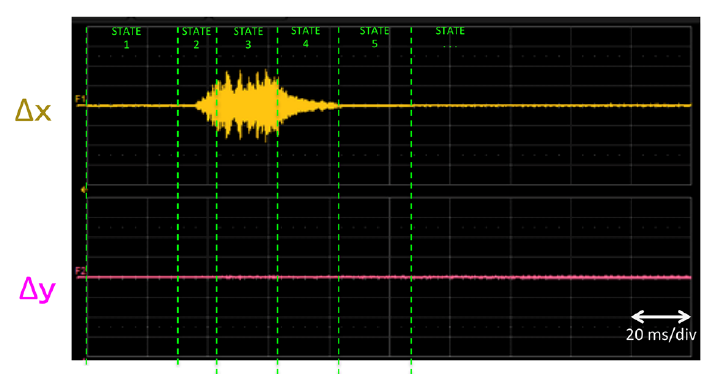 STATE 1
STATE 2
STATE 3
STATE 4
STATE 5
STATE ...
F1
Δx
F2
Δy
20 ms/div